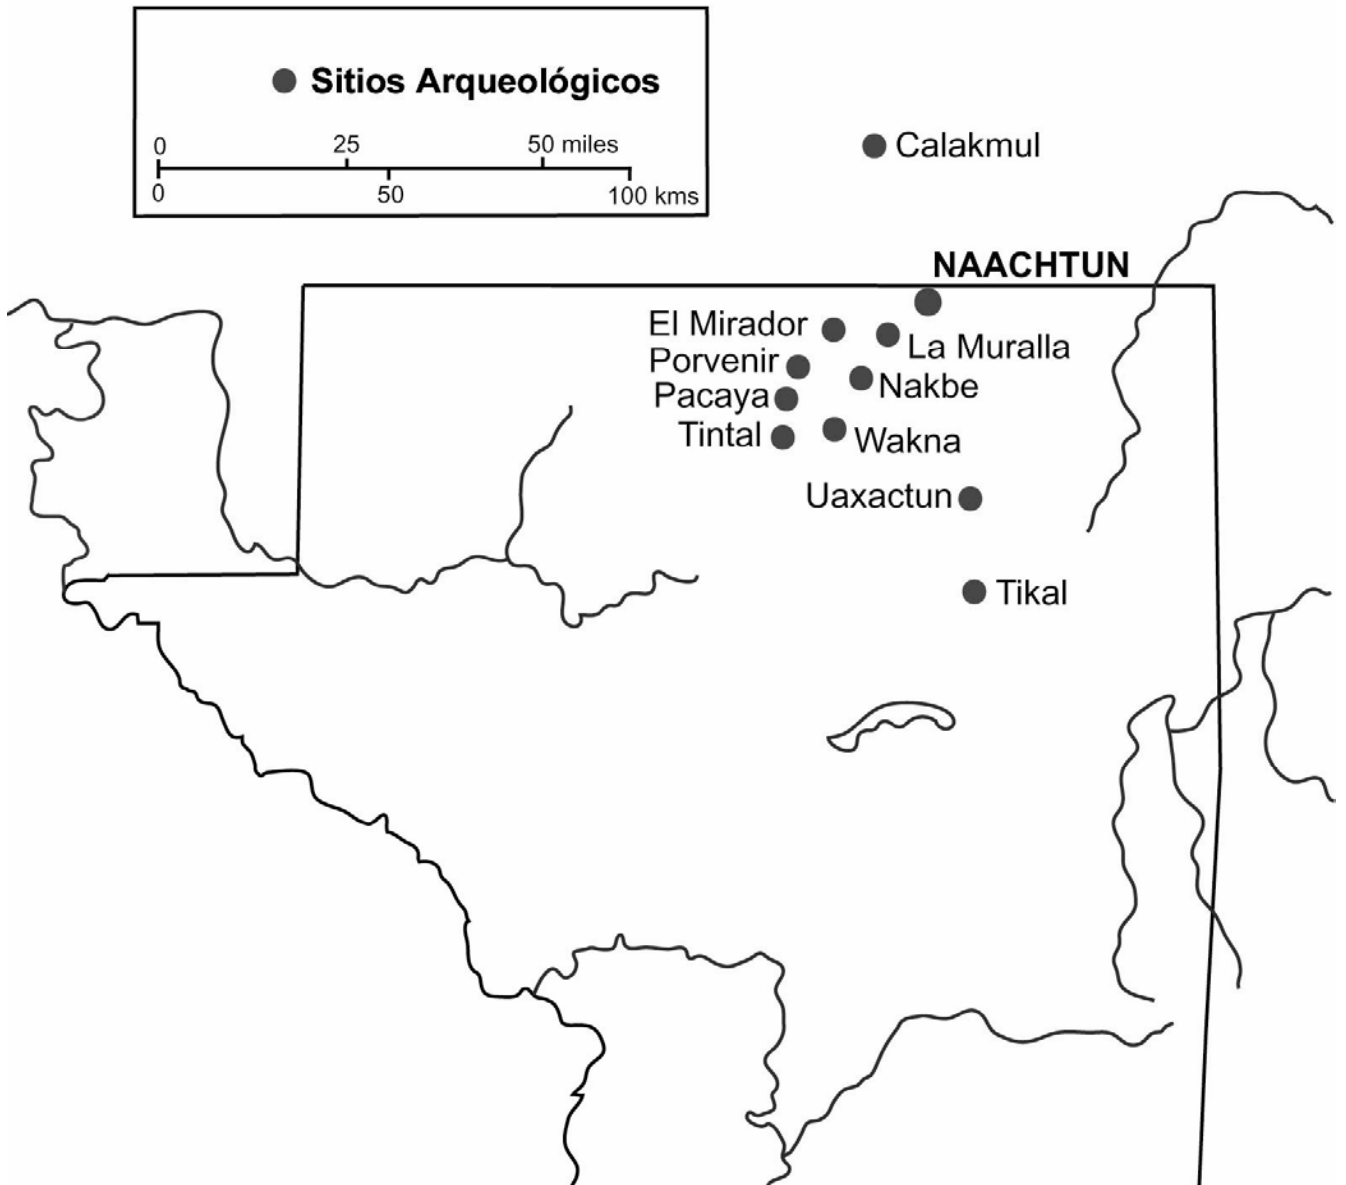 Sitios Arqueológicos
0 25 50 miles
0 50 100 kms
Calakmul
NAACHTUN
El Mirador
La Muralla
Porvenir
Nakbe
Pacaya
Tintal
Wakna
Uaxactun
Tikal